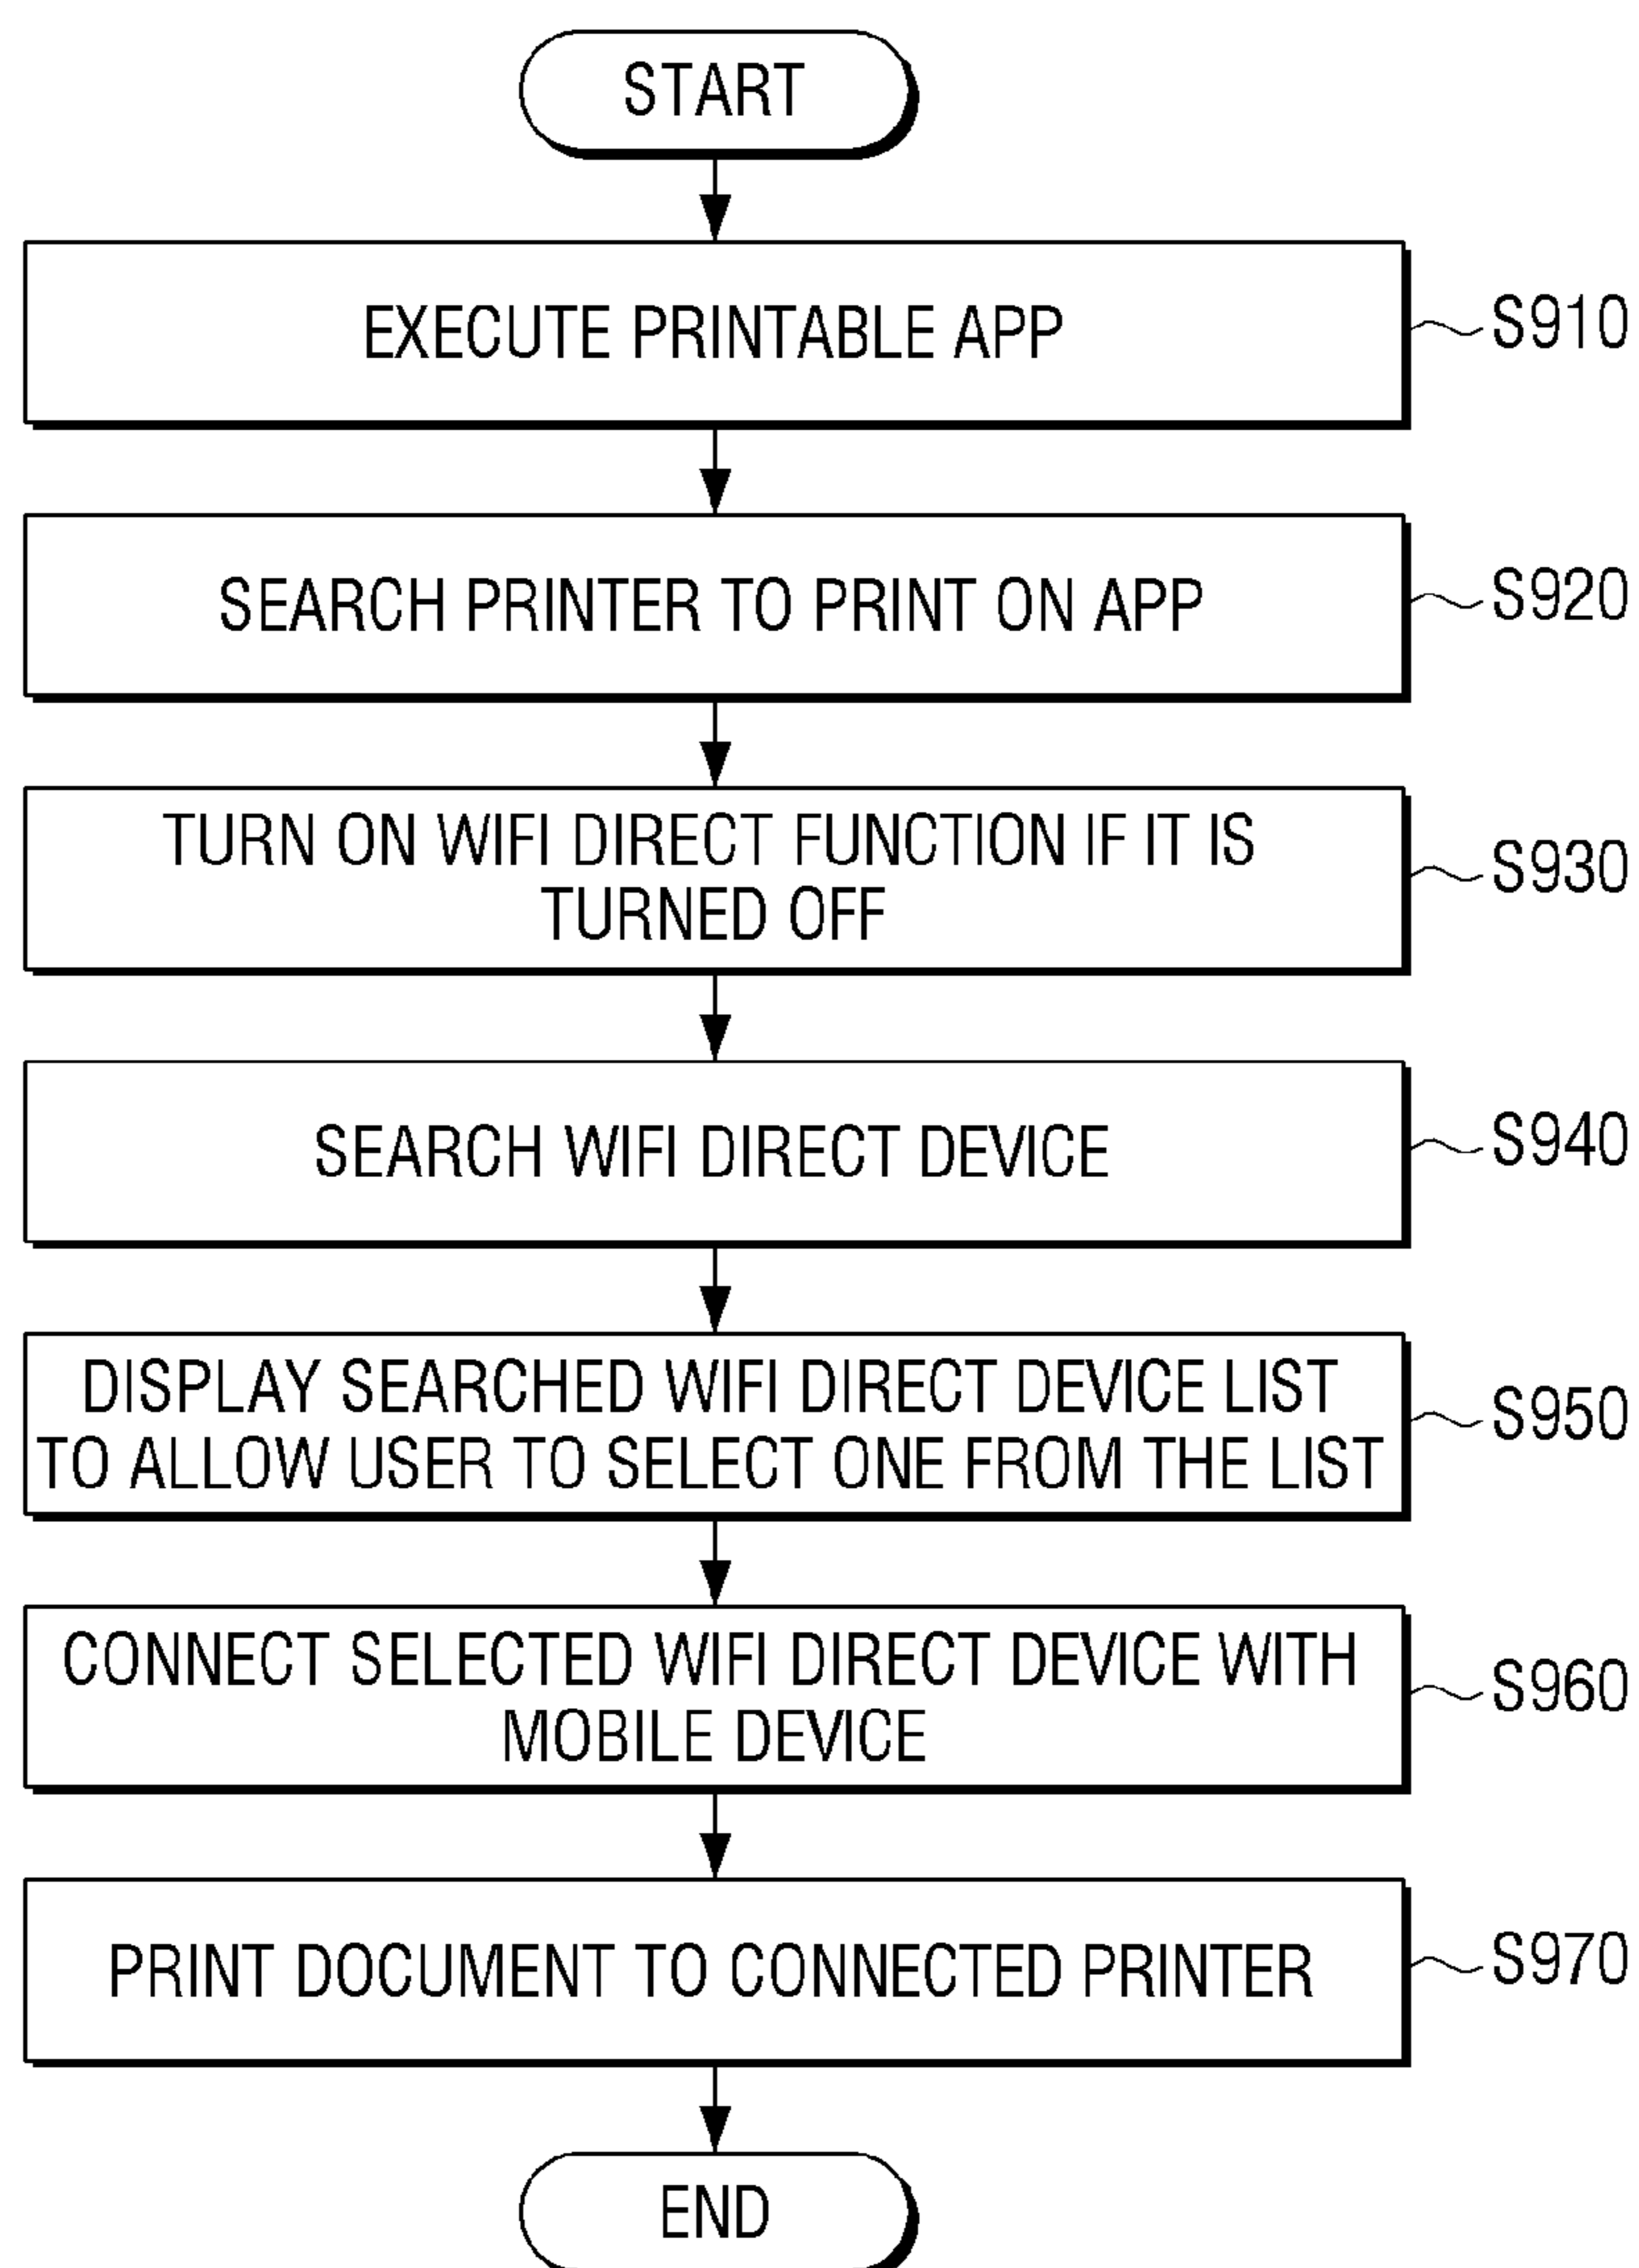 START
EXECUTE PRINTABLE APP
S910
SEARCH PRINTER TO PRINT ON APP
S920
TURN ON WIFI DIRECT FUNCTION IF IT IS
TURNED OFF
S930
SEARCH WIFI DIRECT DEVICE
S940
DISPLAY SEARCHED WIFI DIRECT DEVICE LIST
TO ALLOW USER TO SELECT ONE FROM THE LIST
S950
CONNECT SELECTED WIFI DIRECT DEVICE WITH
MOBILE DEVICE
S960
PRINT DOCUMENT TO CONNECTED PRINTER
S970
END